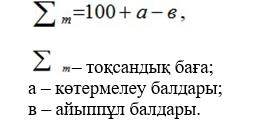 ∑ т=100+а−в,
∑ т– тоқсандық баға;
а – көтермелеу балдары;
в – айыппұл балдары.